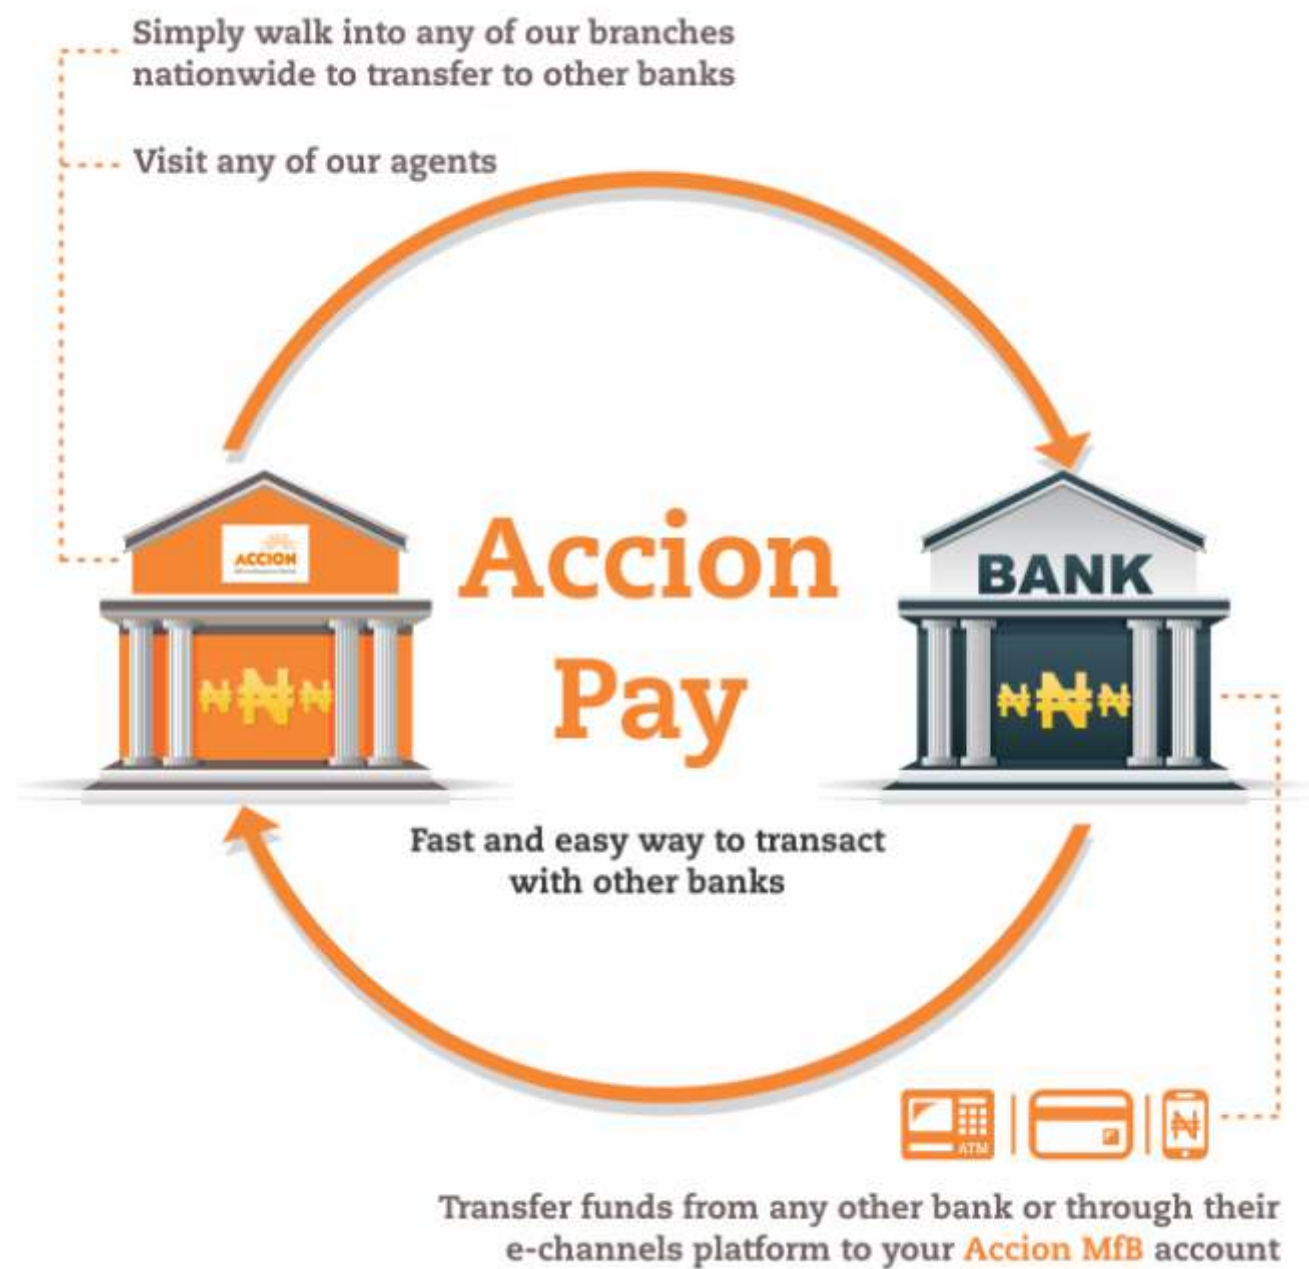 Simply walk into any of our branches
nationwide to transfer to other banks
Visit any of our agents
ACCION
BANK
Accion
Pay
₦₦₦
₦₦₦
Fast and easy way to transact
with other banks
ATM
₦
Transfer funds from any other bank or through their
e-channels platform to your Accion MfB account